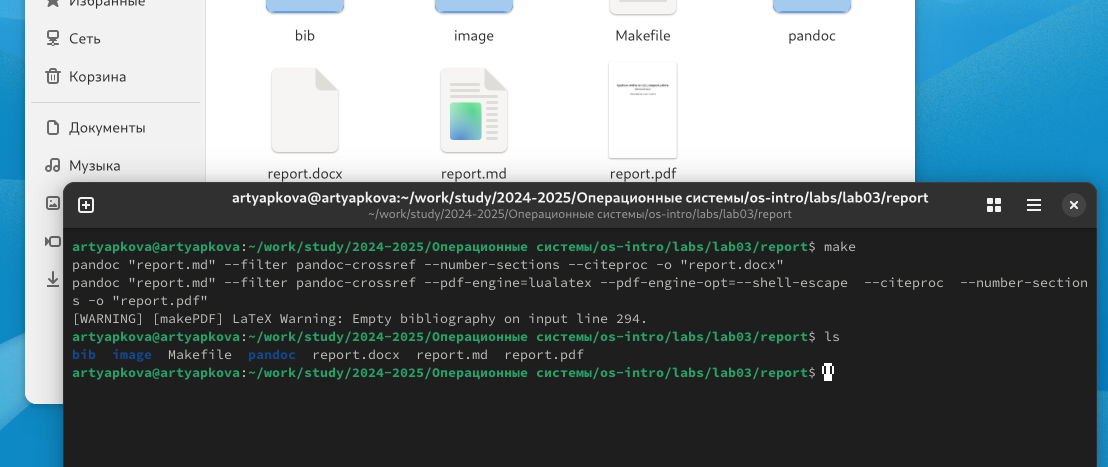 Избранные
Сеть
Корзина
Документы
Музыка
bib
image
Makefile
pandoc
report.docx
report.md
report.pdf
artyapkova@artyapkova:~/work/study/2024-2025/Операционные системы/os-intro/labs/lab03/report
~/work/study/2024-2025/Операционные системы/os-intro/labs/lab03/report
artyapkova@artyapkova:~/work/study/2024-2025/Операционные системы/os-intro/labs/lab03/report$ make
pandoc "report.md" --filter pandoc-crossref --number-sections --citeproc -o "report.docx"
pandoc "report.md" --filter pandoc-crossref --pdf-engine=lualatex --pdf-engine-opt=--shell-escape  --citeproc  --number-section
s -o "report.pdf"
[WARNING] [makePDF] LaTeX Warning: Empty bibliography on input line 294.
artyapkova@artyapkova:~/work/study/2024-2025/Операционные системы/os-intro/labs/lab03/report$ ls
bib  image  Makefile  pandoc  report.docx  report.md  report.pdf
artyapkova@artyapkova:~/work/study/2024-2025/Операционные системы/os-intro/labs/lab03/report$